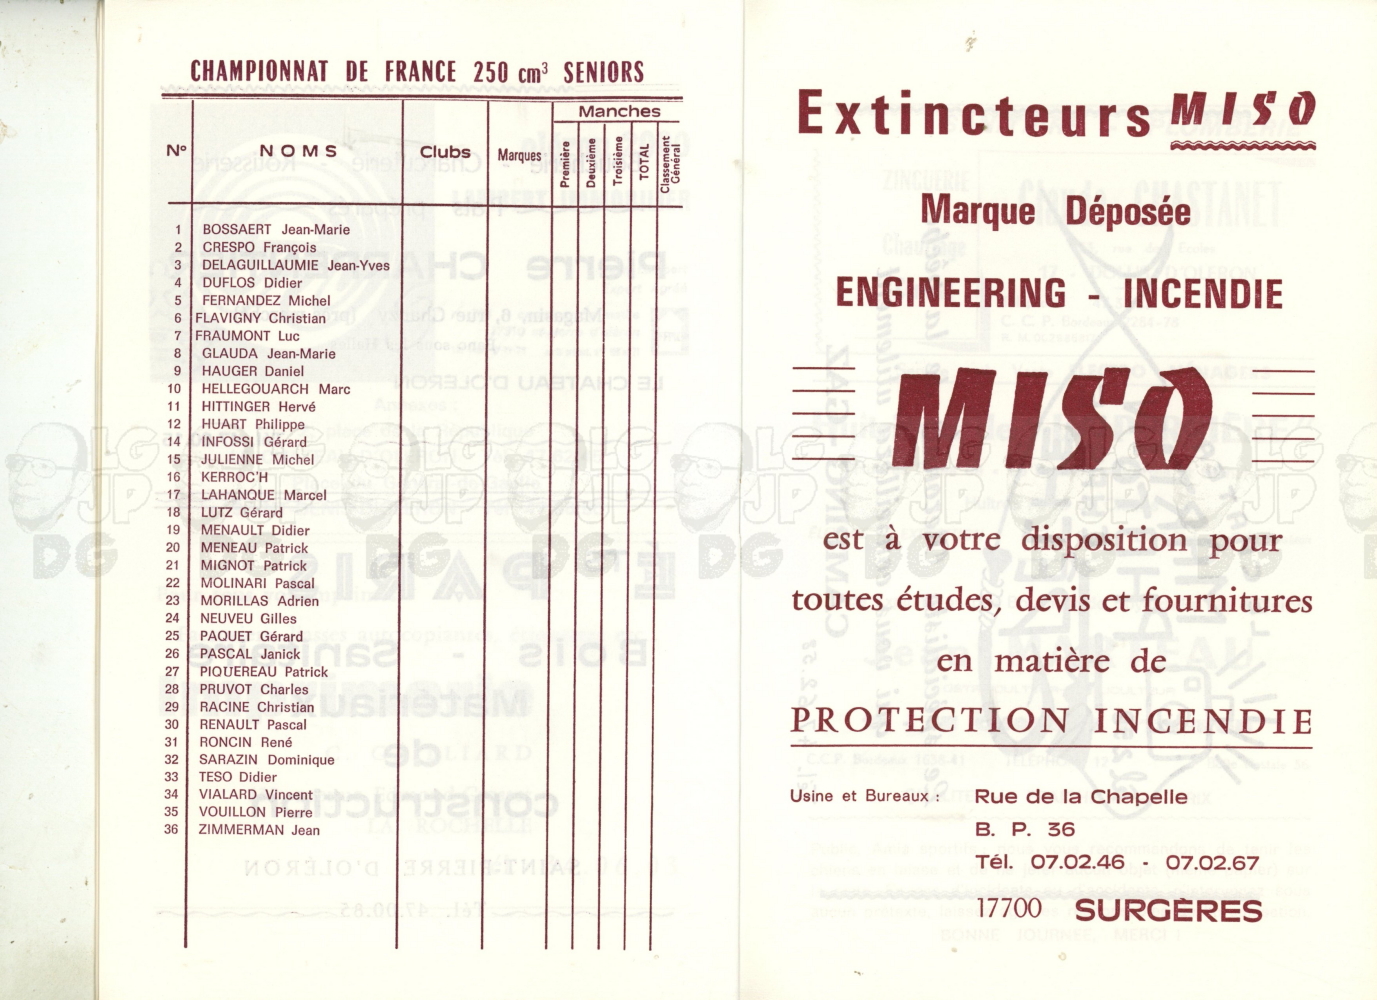 CHAMPIONNAT DE FRANCE 250 cm³ SENIORS
N° NOMS Clubs Marques Manches
Première Deuxième Troisième TOTAL Classement Général
1 BOSSAERT Jean-Marie
2 CRESPO François
3 DELAGUILLAUMIE Jean-Yves
4 DUFLOS Didier
5 FERNANDEZ Michel
6 FLAVIGNY Christian
7 FRAUMONT Luc
8 GLAUDA Jean-Marie
9 HAUGER Daniel
10 HELLEGOUARCH Marc
11 HITTINGER Hervé
12 HUART Philippe
14 INFOSSI Gérard
15 JULIENNE Michel
16 KERROC'H
17 LAHANQUE Marcel
18 LUTZ Gérard
19 MENAULT Didier
20 MENEAU Patrick
21 MIGNOT Patrick
22 MOLINARI Pascal
23 MORILLAS Adrien
24 NEUVEU Gilles
25 PAQUET Gérard
26 PASCAL Janick
27 PIQUEREAU Patrick
28 PRUVOT Charles
29 RACINE Christian
30 RENAULT Pascal
31 RONCIN René
32 SARAZIN Dominique
33 TESO Didier
34 VIALARD Vincent
35 VOUILLON Pierre
36 ZIMMERMAN Jean
Extincteurs MISO
Marque Déposée
ENGINEERING - INCENDIE
MISO
est à votre disposition pour
toutes études, devis et fournitures
en matière de
PROTECTION INCENDIE
Usine et Bureaux : Rue de la Chapelle
B. P. 36
Tél. 07.02.46 - 07.02.67
17700 SURGÈRES
LG JP DG